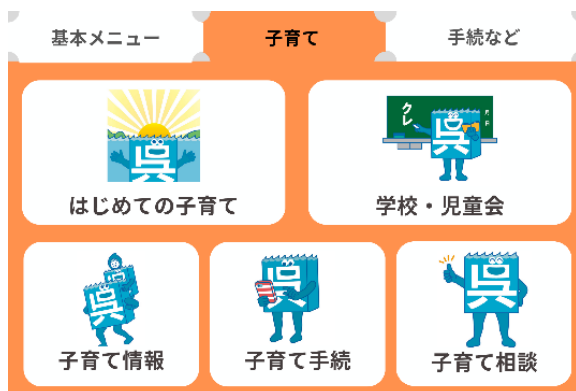 基本メニュー
子育て
手続など
呉
クレ
呉
はじめての子育て
学校・児童会
呉
呉
呉
呉
子育て情報
子育て手続
子育て相談